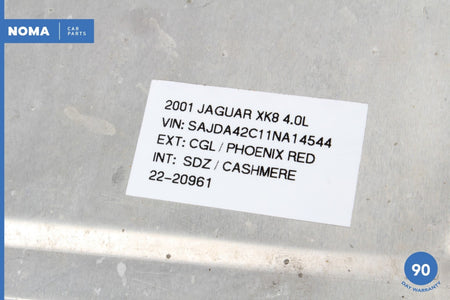 NOMA CAR PARTS
2001 JAGUAR XK8 4.0L
VIN: SAJDA42C11NA14544
EXT: CGL / PHOENIX RED
INT: SDZ / CASHMERE
22-20961
90
DAY WARRANTY